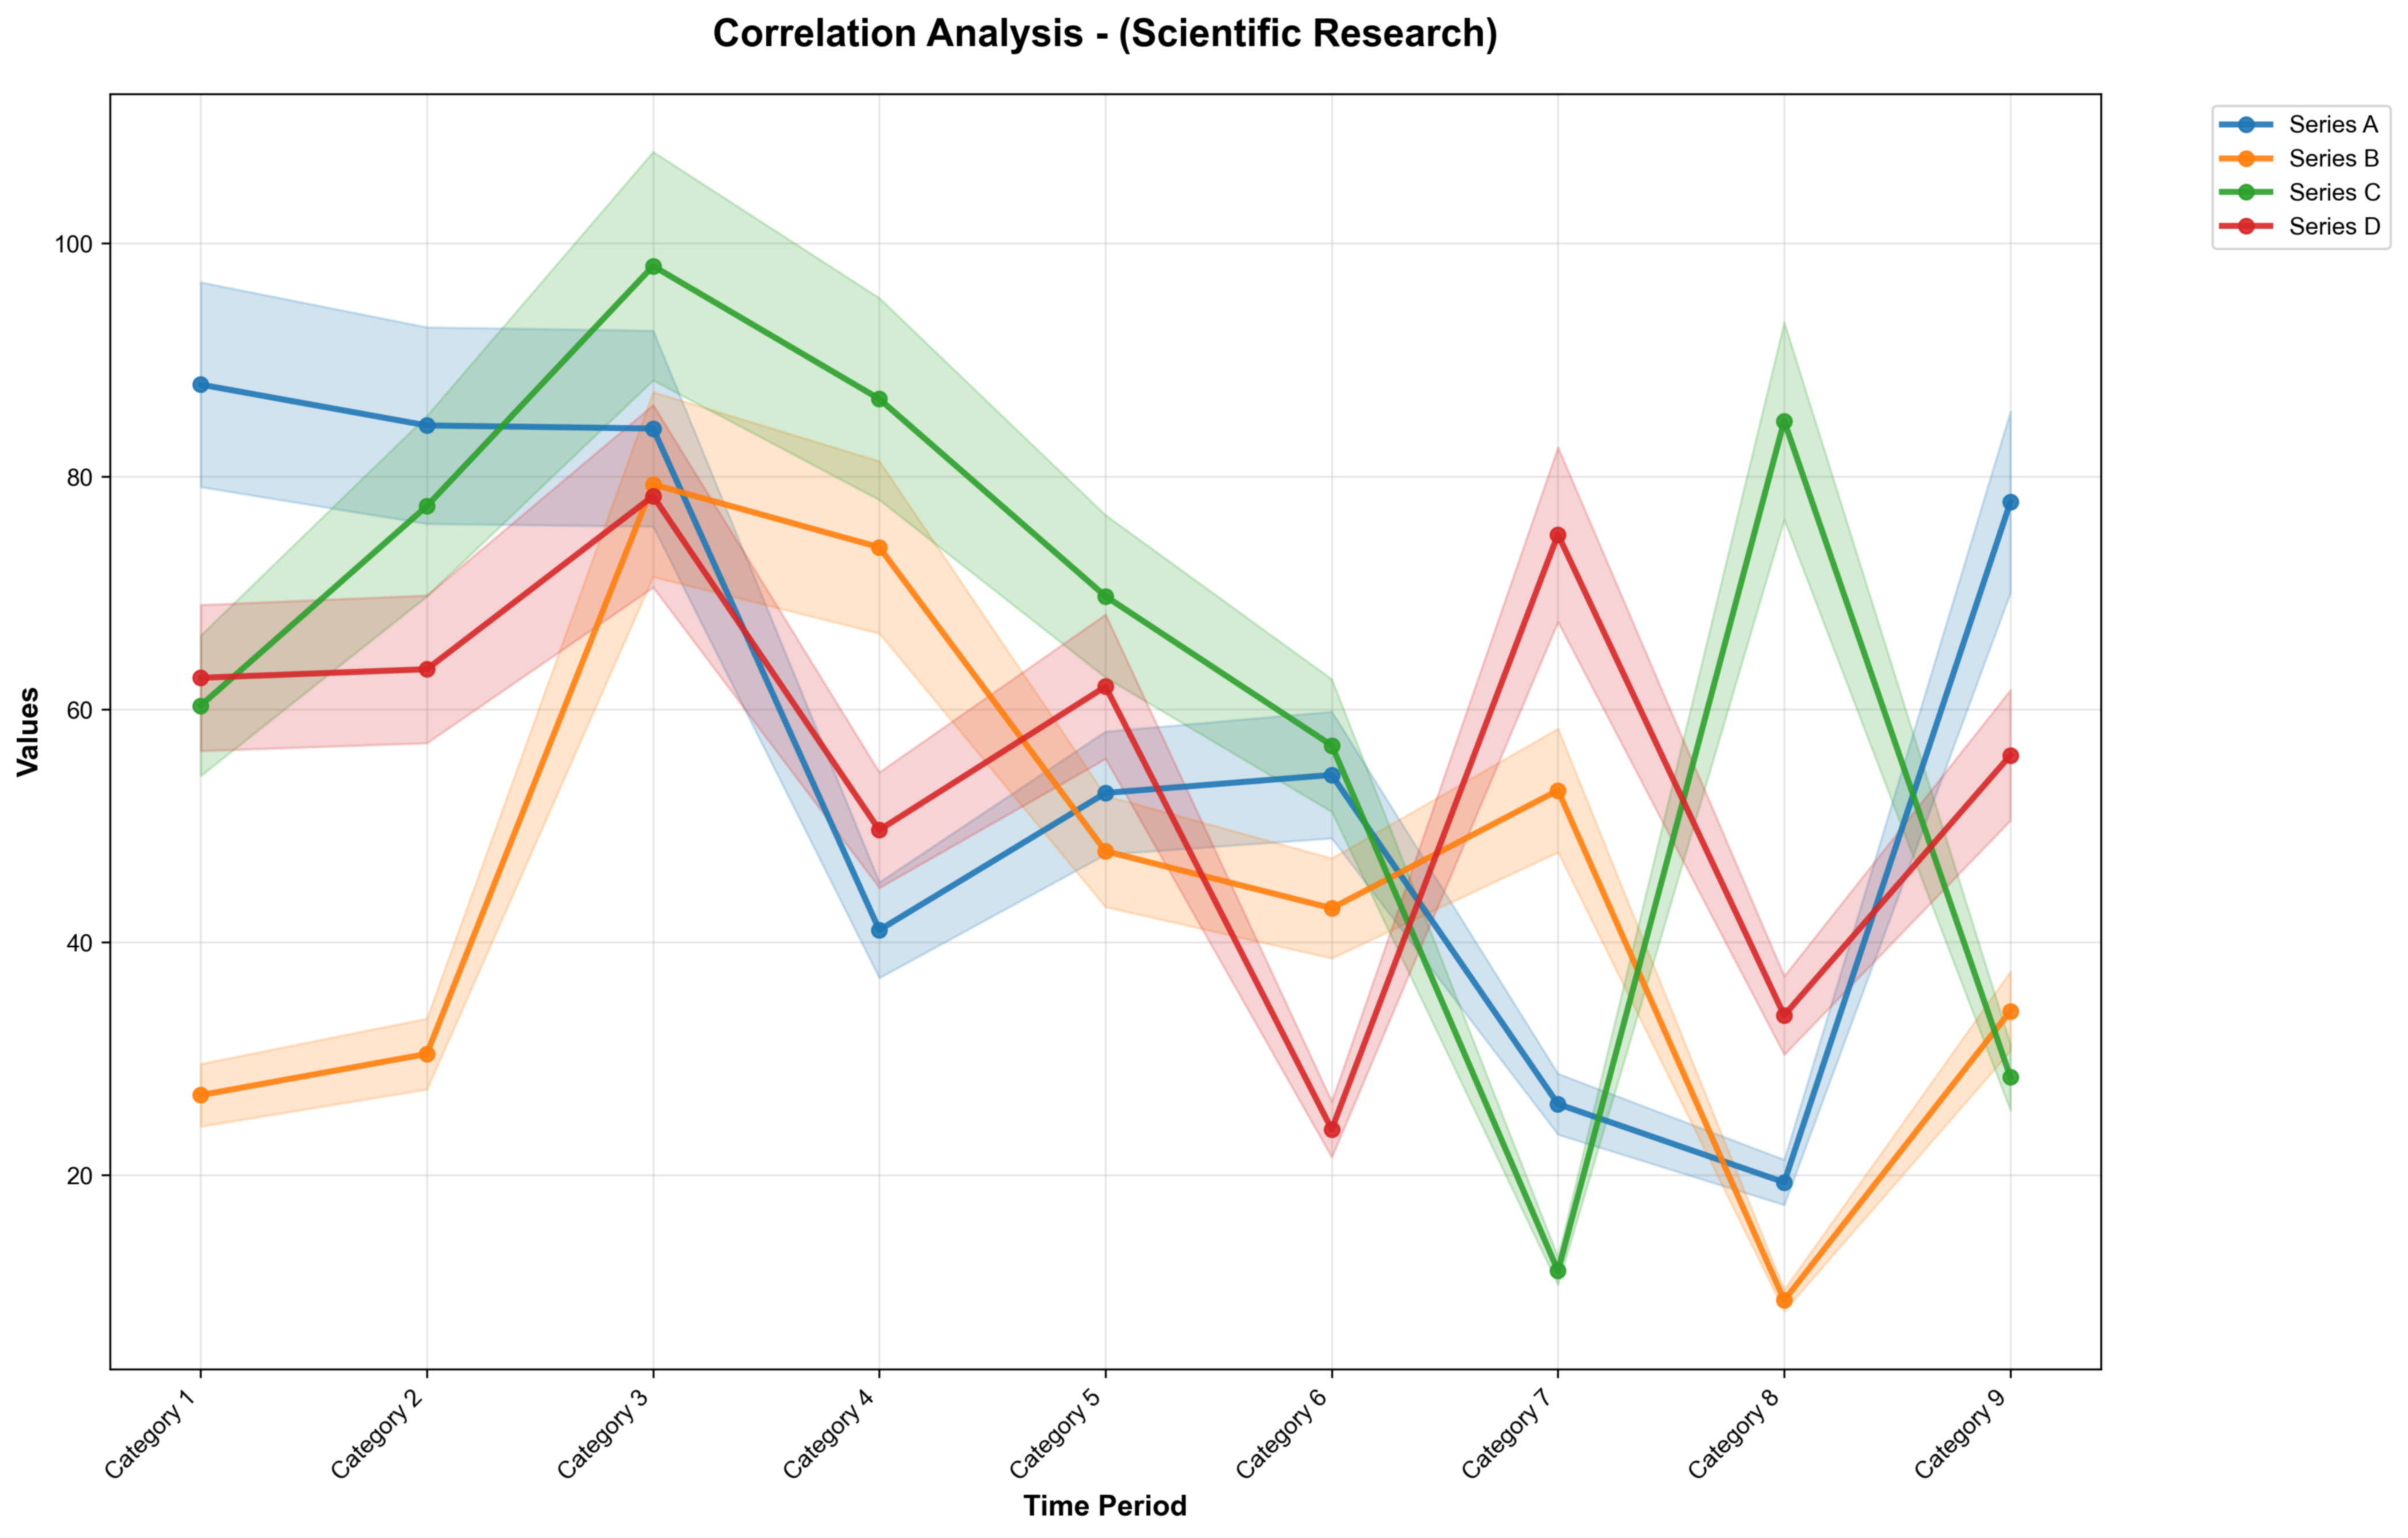 Correlation Analysis - (Scientific Research)
Series A
Series B
Series C
Series D
Values
100
80
60
40
20
Category 1
Category 2
Category 3
Category 4
Category 5
Category 6
Category 7
Category 8
Category 9
Time Period